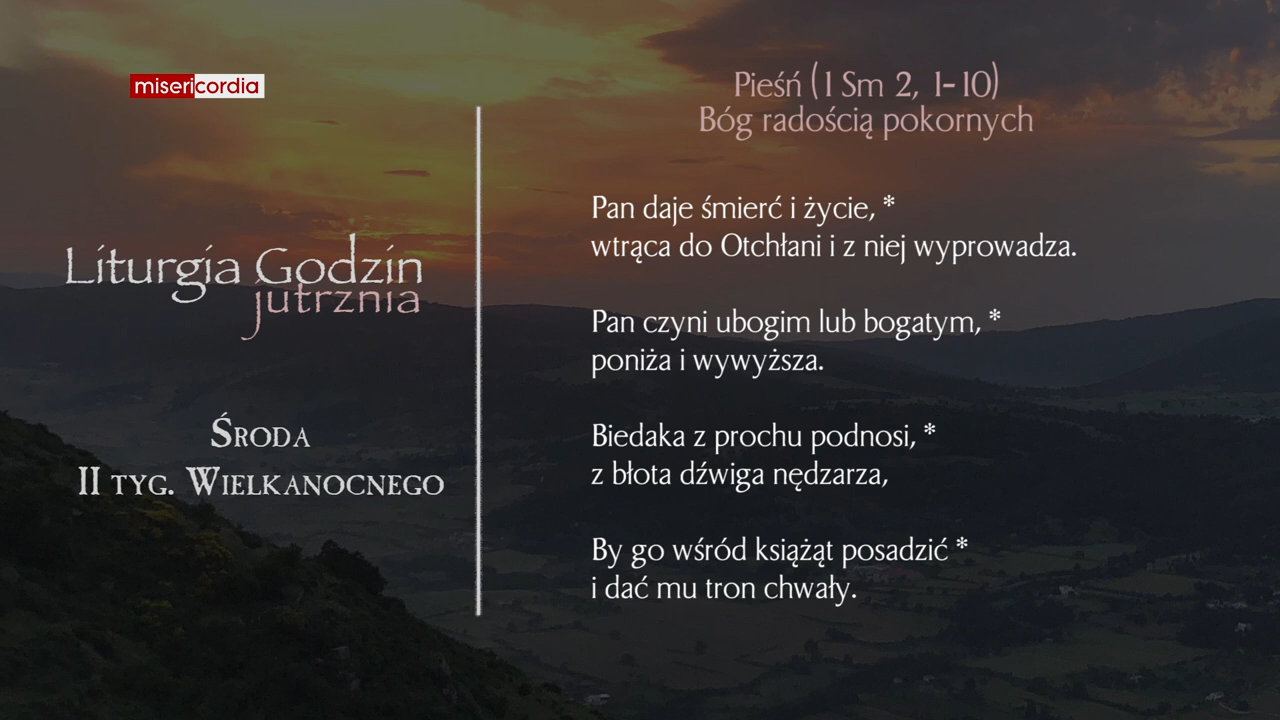 misericordia
Liturgia Godzin
jutrznia
Środa
II tyg. Wielkanocnego
Pieśń (1 Sm 2, 1-10)
Bóg radością pokornych
Pan daje śmierć i życie, *
wtrąca do Otchłani i z niej wyprowadza.
Pan czyni ubogim lub bogatym, *
poniża i wywyższa.
Biedaka z prochu podnosi, *
z błota dźwiga nędzarza,
By go wśród książąt posadzić *
i dać mu tron chwały.